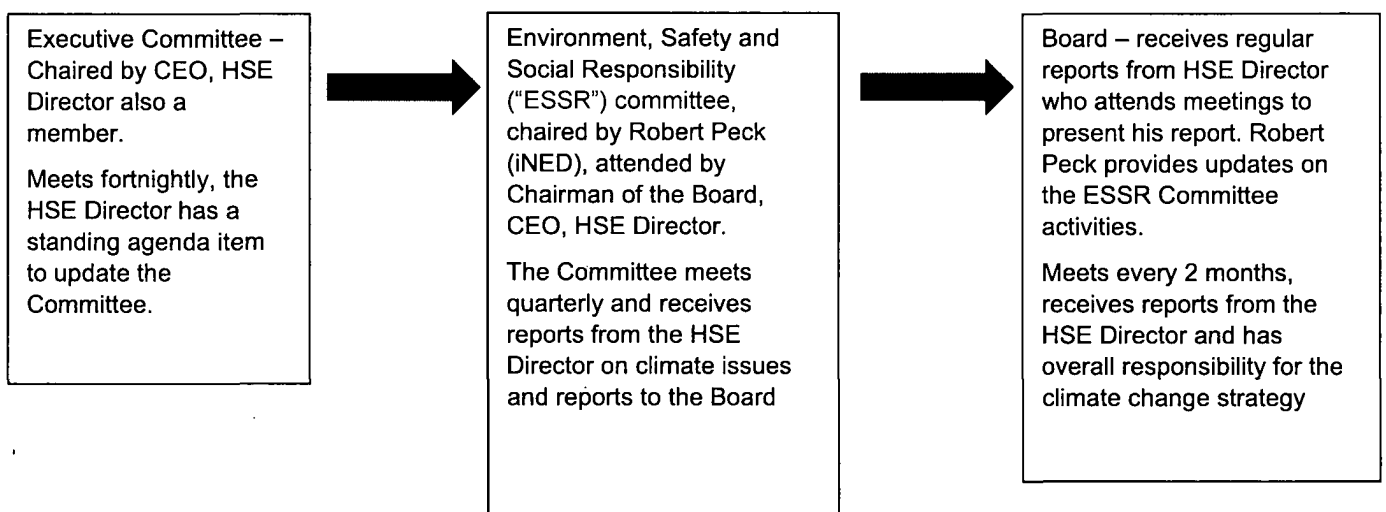 Executive Committee –
Chaired by CEO, HSE
Director also a
member.
Meets fortnightly, the
HSE Director has a
standing agenda item
to update the
Committee.
Environment, Safety and
Social Responsibility
("ESSR") committee,
chaired by Robert Peck
(iNED), attended by
Chairman of the Board,
CEO, HSE Director.
The Committee meets
quarterly and receives
reports from the HSE
Director on climate issues
and reports to the Board
Board – receives regular
reports from HSE Director
who attends meetings to
present his report. Robert
Peck provides updates on
the ESSR Committee
activities.
Meets every 2 months,
receives reports from the
HSE Director and has
overall responsibility for the
climate change strategy